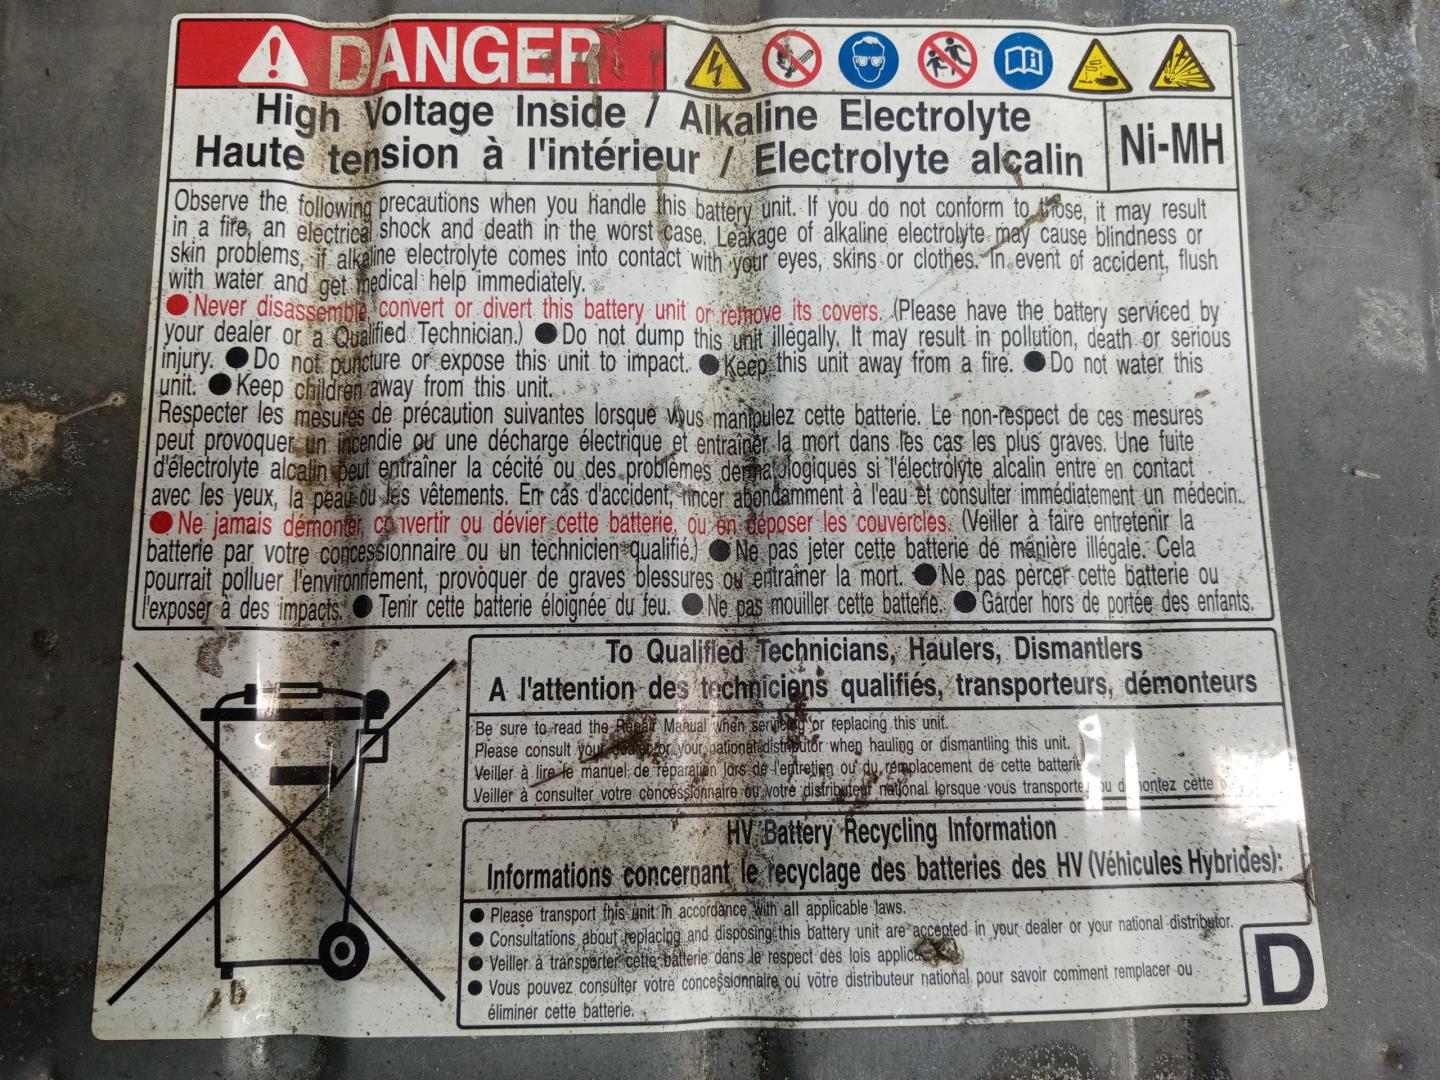 DANGER
High Voltage Inside / Alkaline Electrolyte
Haute tension à l'intérieur / Electrolyte alcalin
Ni-MH
Observe the following precautions when you handle this battery unit. If you do not conform to those, it may result
in a fire, an electrical shock and death in the worst case. Leakage of alkaline electrolyte may cause blindness or
skin problems, if alkaline electrolyte comes into contact with your eyes, skins or clothes. In event of accident, flush
with water and get medical help immediately.
● Never disassemble, convert or divert this battery unit or remove its covers. (Please have the battery serviced by
your dealer or a Qualified Technician.) ● Do not dump this unit illegally. It may result in pollution, death or serious
injury. ● Do not puncture or expose this unit to impact. ● Keep this unit away from a fire. ● Do not water this
unit. ● Keep children away from this unit.
Respecter les mesures de précaution suivantes lorsque vous manipulez cette batterie. Le non-respect de ces mesures
peut provoquer un incendie ou une décharge électrique et entraîner la mort dans les cas les plus graves. Une fuite
d'électrolyte alcalin peut entraîner la cécité ou des problèmes dermatologiques si l'électrolyte alcalin entre en contact
avec les yeux, la peau ou les vêtements. En cas d'accident, rincer abondamment à l'eau et consulter immédiatement un médecin.
● Ne jamais démonter, convertir ou dévier cette batterie, ou en déposer les couvercles. (Veiller à faire entretenir la
batterie par votre concessionnaire ou un technicien qualifié.) ● Ne pas jeter cette batterie de manière illégale. Cela
pourrait polluer l'environnement, provoquer de graves blessures ou entraîner la mort. ● Ne pas percer cette batterie ou
l'exposer à des impacts. ● Tenir cette batterie éloignée du feu. ● Ne pas mouiller cette batterie. ● Garder hors de portée des enfants.
To Qualified Technicians, Haulers, Dismantlers
A l'attention des techniciens qualifiés, transporteurs, démonteurs
Be sure to read the Repair Manual when servicing or replacing this unit.
Please consult your dealer or your national distributor when hauling or dismantling this unit.
Veiller à lire le manuel de réparation lors de l'entretien ou du remplacement de cette batterie
Veiller à consulter votre concessionnaire ou votre distributeur national lorsque vous transportez ou démontez cette
HV Battery Recycling Information
Informations concernant le recyclage des batteries des HV (Véhicules Hybrides):
● Please transport this unit in accordance with all applicable laws.
● Consultations about replacing and disposing this battery unit are accepted in your dealer or your national distributor.
● Veiller à transporter cette batterie dans le respect des lois
● Vous pouvez consulter votre concessionnaire ou votre distributeur national pour savoir comment remplacer ou
éliminer cette batterie.
D